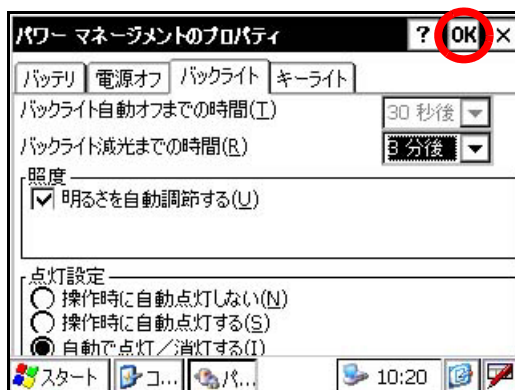 パワー マネージメントのプロパティ ? OK ×
バッテリ 電源オフ バックライト キーライト
バックライト自動オフまでの時間(T) 30 秒後
バックライト減光までの時間(R) 3 分後
照度
明るさを自動調節する(U)
点灯設定
操作時に自動点灯しない(N)
操作時に自動点灯する(S)
自動で点灯／消灯する(I)
スタート コ... パ... 10:20